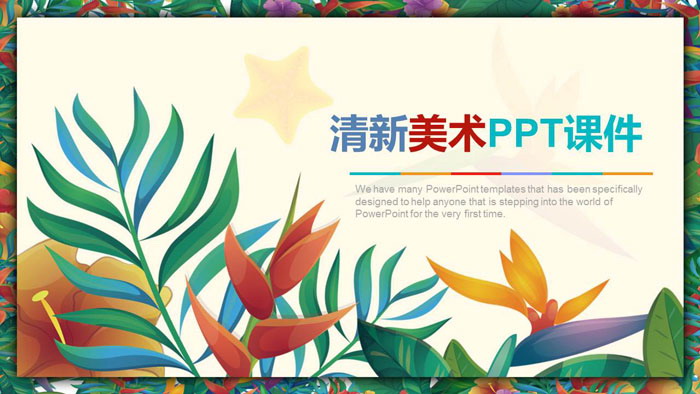 清新美术PPT课件
We have many PowerPoint templates that has been specifically
designed to help anyone that is stepping into the world of
PowerPoint for the very first time.